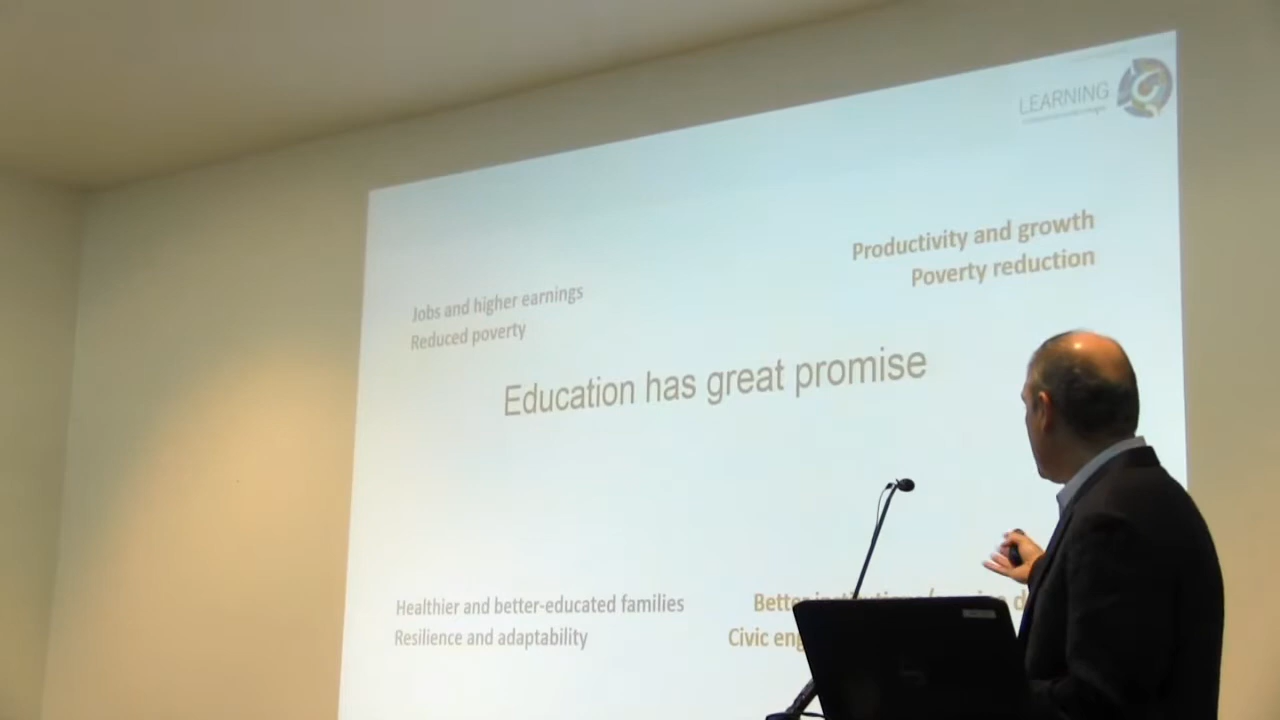 LEARNING
Productivity and growth
Poverty reduction
Jobs and higher earnings
Reduced poverty
Education has great promise
Healthier and better-educated families
Resilience and adaptability
Better
Civic